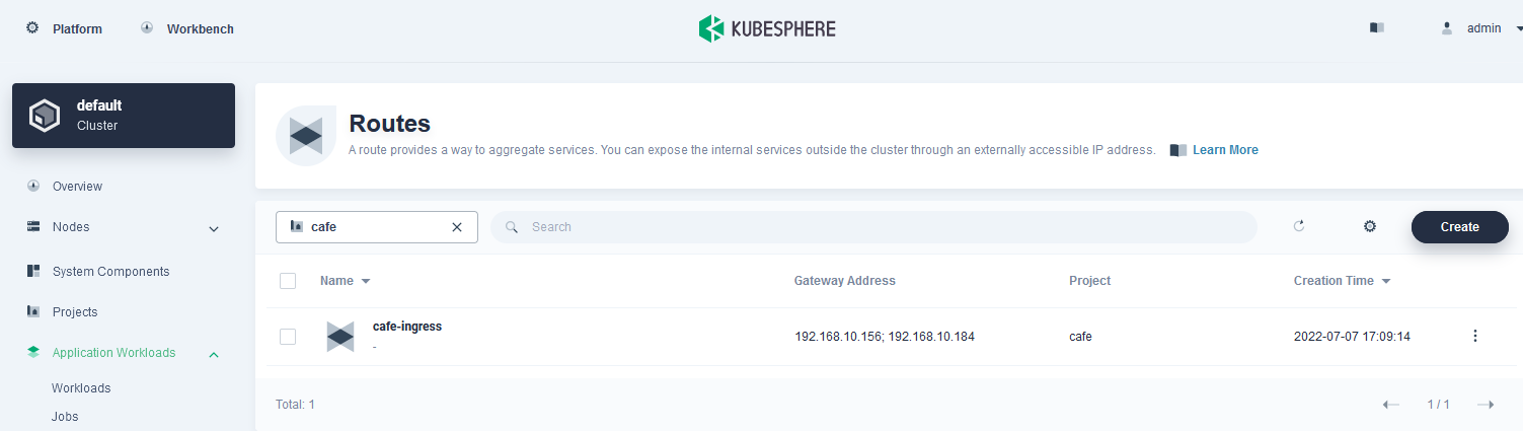 Platform
Workbench
KUBESPHERE
admin
default
Cluster
Overview
Nodes
System Components
Projects
Application Workloads
Workloads
Jobs
Routes
A route provides a way to aggregate services. You can expose the internal services outside the cluster through an externally accessible IP address. Learn More
cafe
Search
Create
Name Gateway Address Project Creation Time
cafe-ingress 192.168.10.156; 192.168.10.184 cafe 2022-07-07 17:09:14
-
Total: 1
1 / 1